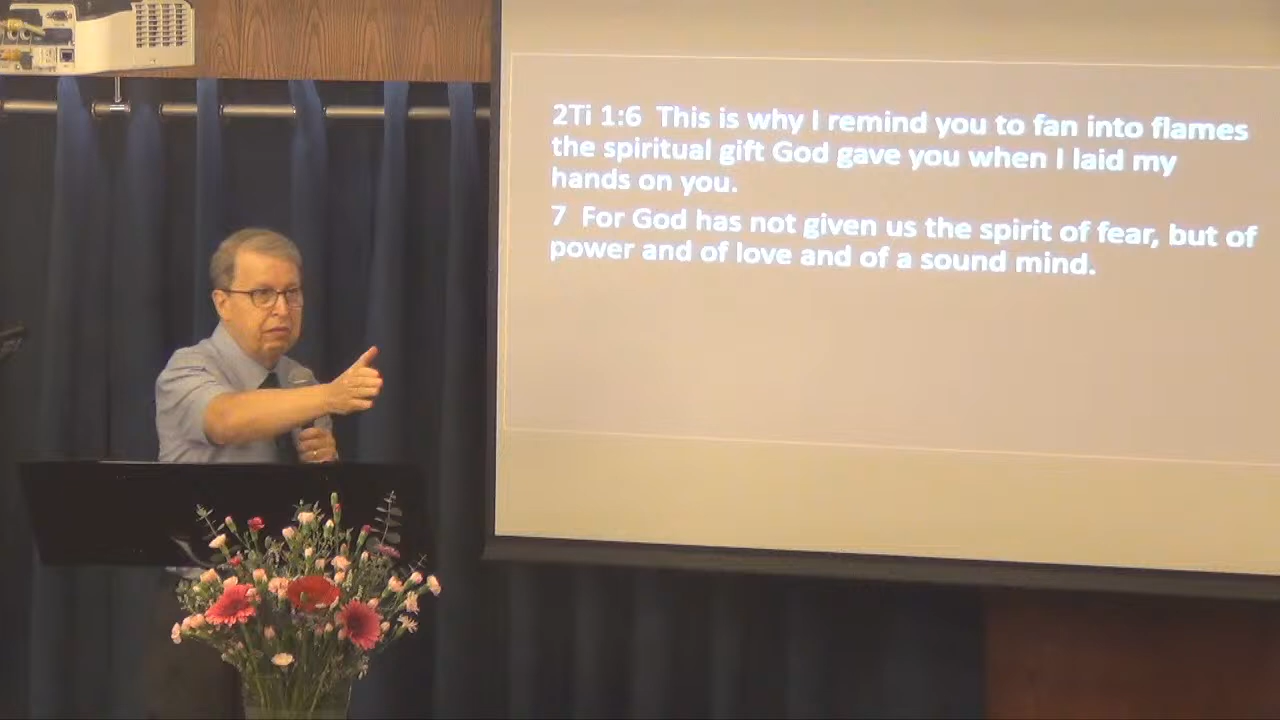 2Ti 1:6  This is why I remind you to fan into flames
the spiritual gift God gave you when I laid my
hands on you.
7  For God has not given us the spirit of fear, but of
power and of love and of a sound mind.